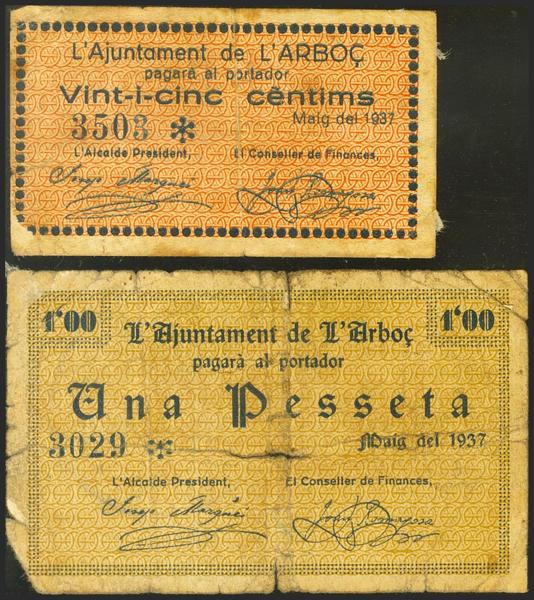 L'Ajuntament de L'ARBOÇ
pagarà al portador
Vint-i-cinc cèntims
3503 * Maig del 1937
L'Alcalde President, El Conseller de Finances,
1'00 1'00
L'Ajuntament de L'Arboç
pagarà al portador
Una Pesseta
3029 * Maig del 1937
L'Alcalde President, El Conseller de Finances,